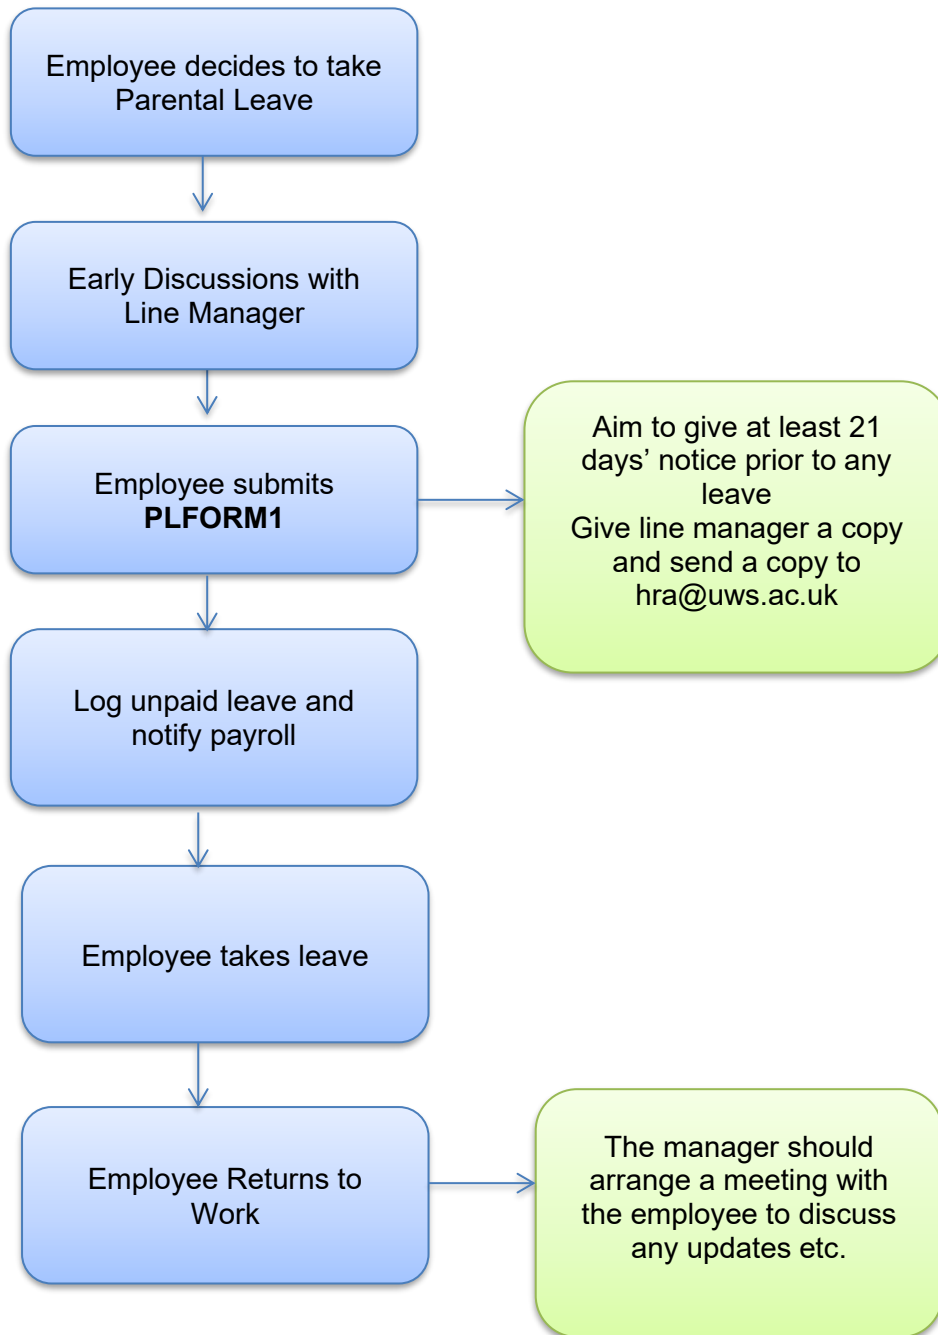 Employee decides to take
Parental Leave
Early Discussions with
Line Manager
Employee submits
PLFORM1
Aim to give at least 21
days’ notice prior to any
leave
Give line manager a copy
and send a copy to
hra@uws.ac.uk
Log unpaid leave and
notify payroll
Employee takes leave
Employee Returns to
Work
The manager should
arrange a meeting with
the employee to discuss
any updates etc.